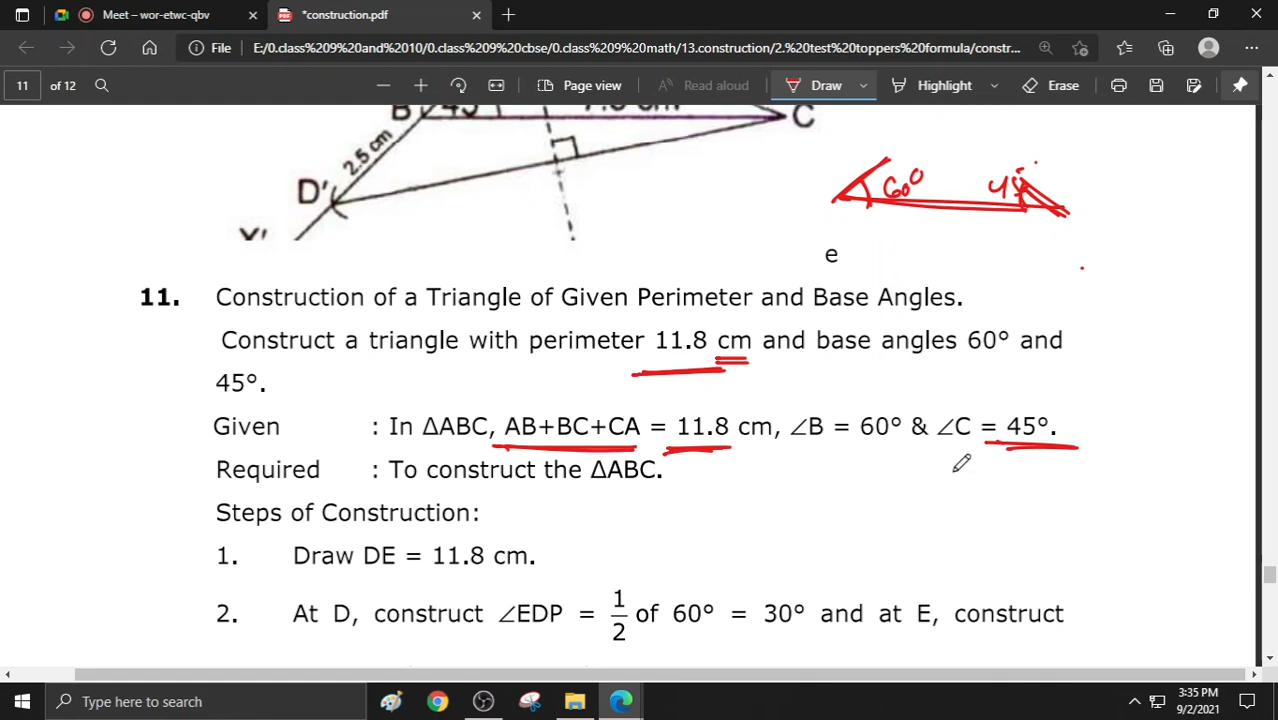 Meet – wor-etwc-qbv
*construction.pdf
File
E:/0.class%209%20and%2010/0.class%209%20cbse/0.class%209%20math/13.construction/2.%20test%20toppers%20formula/constr...
11 of 12
Page view
Read aloud
Draw
Highlight
Erase
B 45
7.5 cm
C
2.5 cm
D'
X'
60°
45°
e
11. Construction of a Triangle of Given Perimeter and Base Angles.
Construct a triangle with perimeter 11.8 cm and base angles 60° and
45°.
Given : In ΔABC, AB+BC+CA = 11.8 cm, ∠B = 60° & ∠C = 45°.
Required : To construct the ΔABC.
Steps of Construction:
1. Draw DE = 11.8 cm.
2. At D, construct ∠EDP = 1/2 of 60° = 30° and at E, construct
Type here to search
3:35 PM
9/2/2021